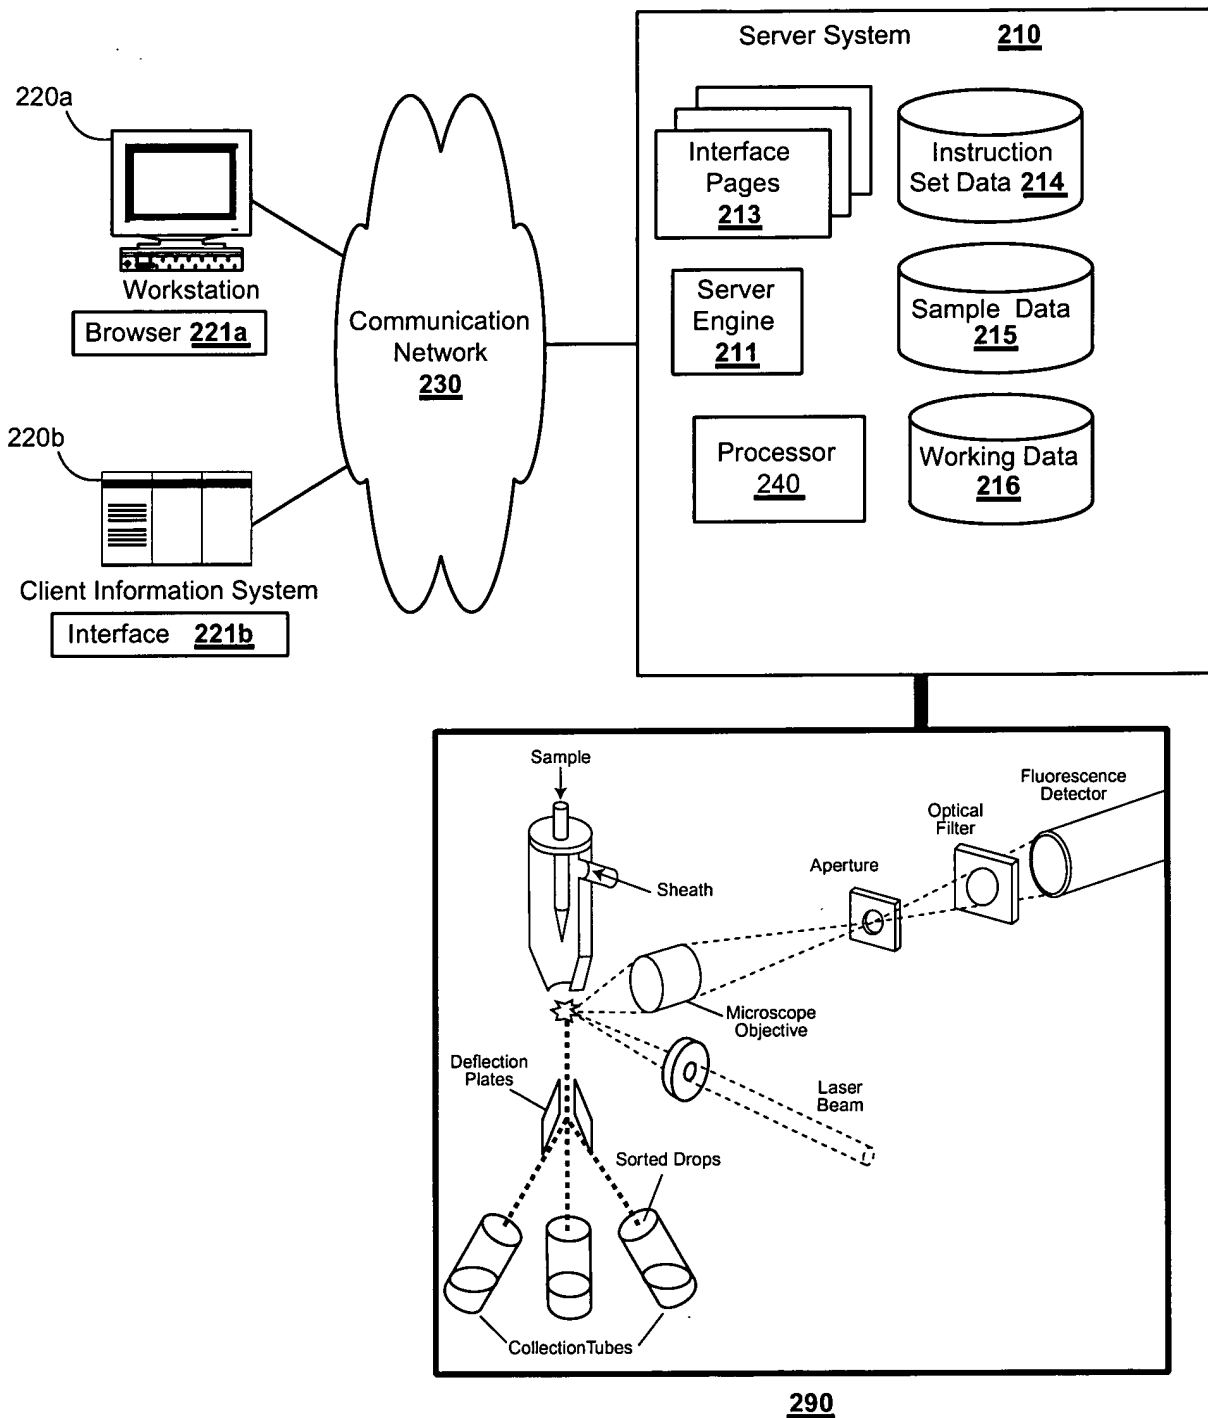 Server System 210
220a
Interface
Pages
213
Instruction
Set Data 214
Workstation
Browser 221a
Communication
Network
230
Server
Engine
211
Sample Data
215
220b
Processor
240
Working Data
216
Client Information System
Interface 221b
Sample
Fluorescence
Detector
Optical
Filter
Aperture
Sheath
Microscope
Objective
Deflection
Plates
Laser
Beam
Sorted Drops
CollectionTubes
290